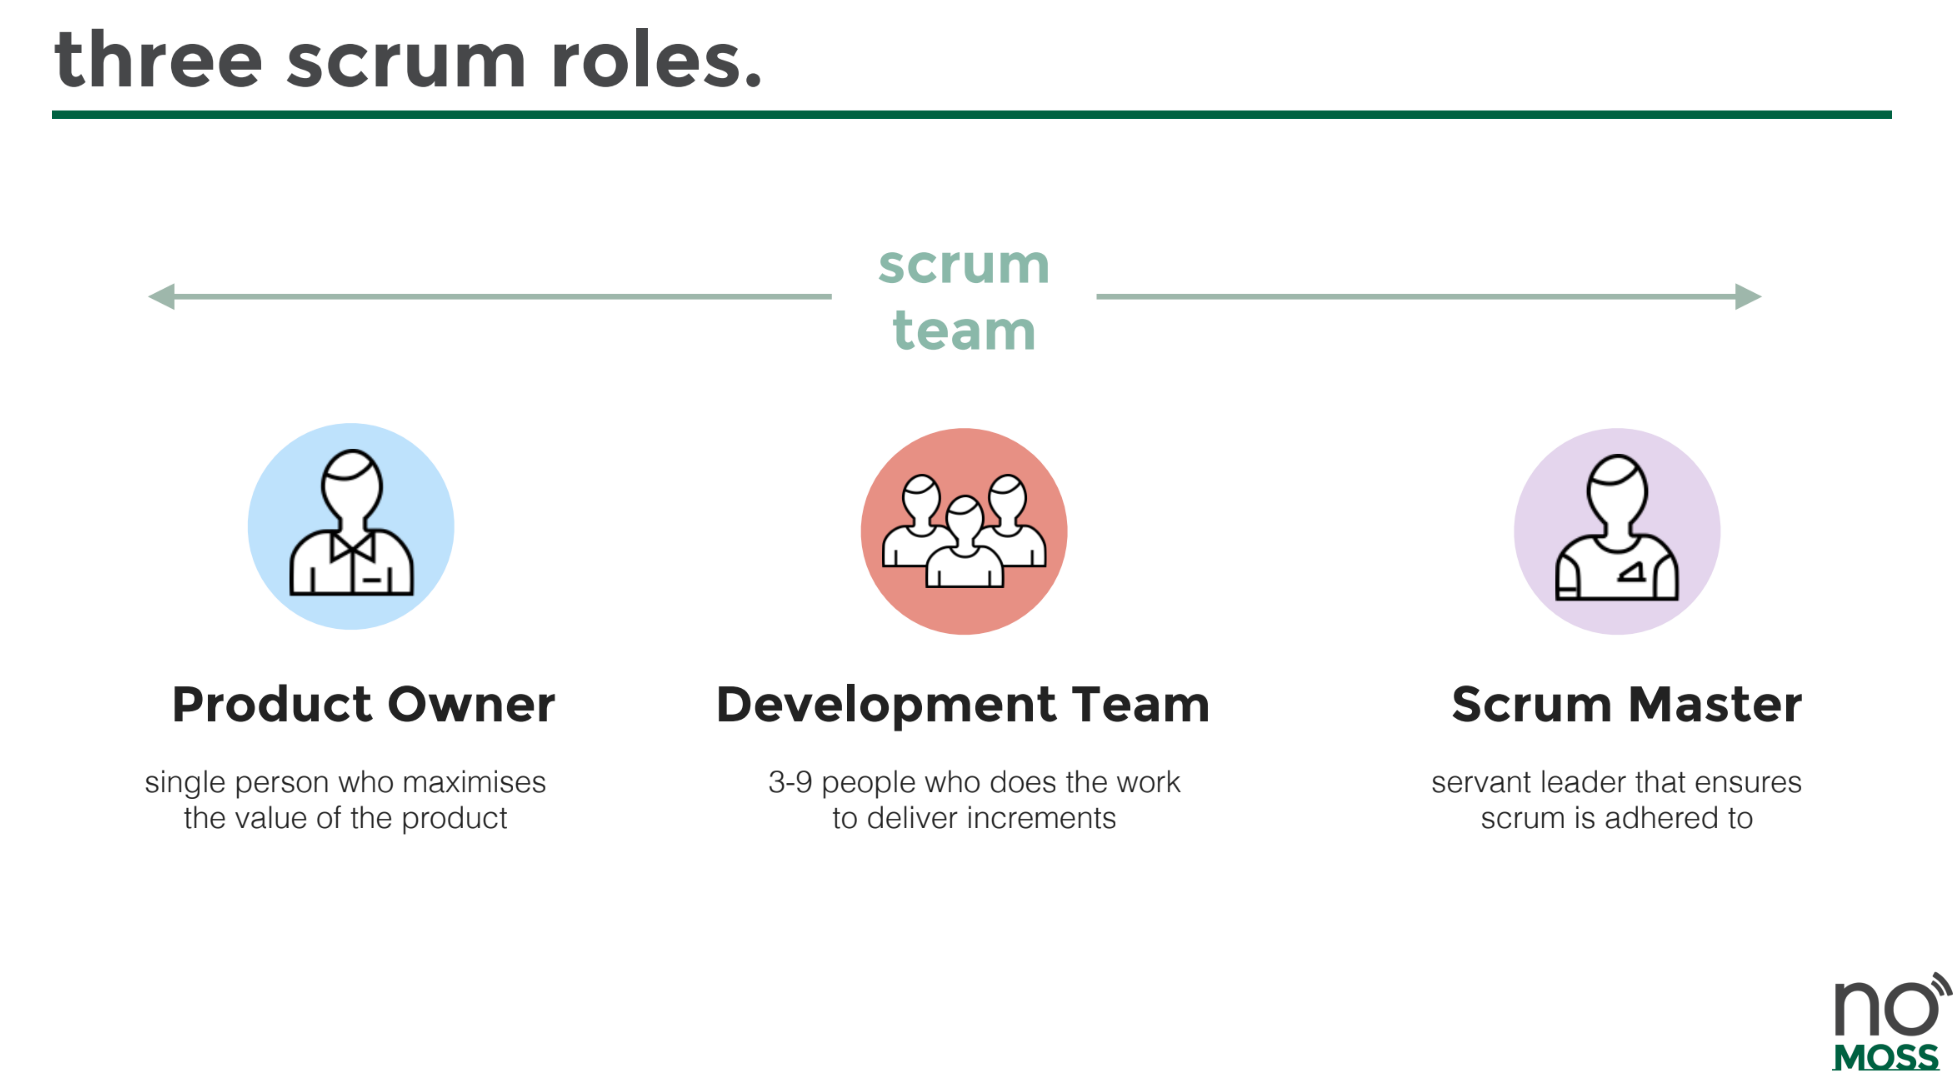 three scrum roles.
scrum
team
Product Owner
Development Team
Scrum Master
single person who maximises
the value of the product
3-9 people who does the work
to deliver increments
servant leader that ensures
scrum is adhered to
no
MOSS